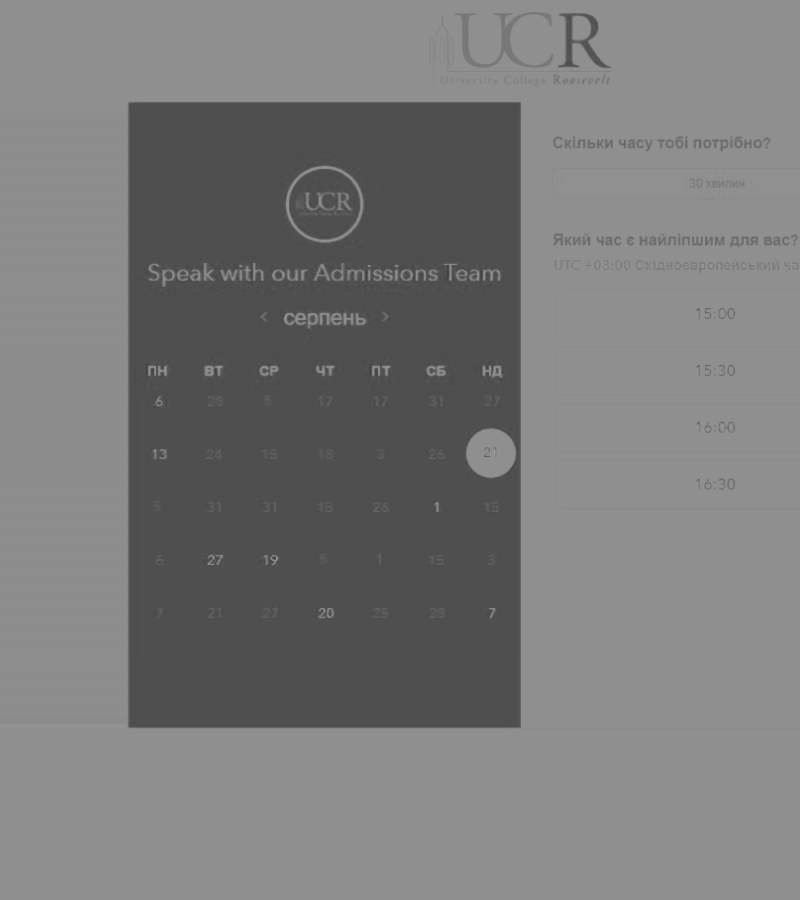 UCR
University College Roosevelt
UCR
Speak with our Admissions Team
< серпень >
ПН ВТ СР ЧТ ПТ СБ НД
6 28 5 17 17 31 27
13 24 15 18 3 26 21
5 31 31 15 26 1 15
6 27 19 5 1 15 3
7 21 27 20 25 28 7
Скільки часу тобі потрібно?
30 хвилин
Який час є найліпшим для вас?
UTC +03:00 Східноєвропейський ча
15:00
15:30
16:00
16:30